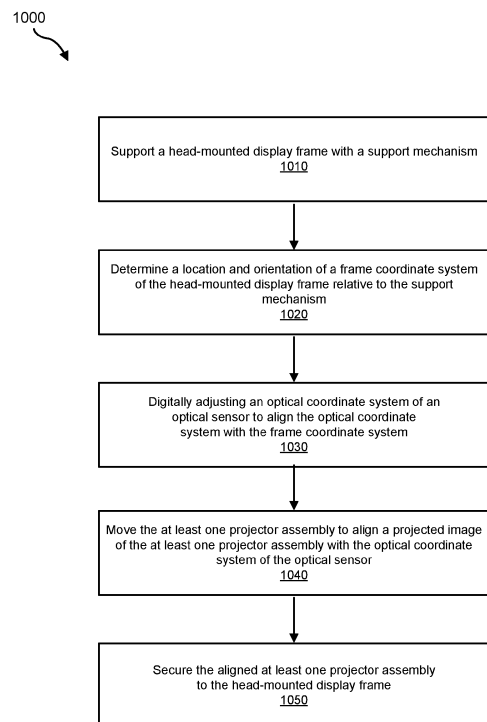 1000
Support a head-mounted display frame with a support mechanism
1010
Determine a location and orientation of a frame coordinate system
of the head-mounted display frame relative to the support
mechanism
1020
Digitally adjusting an optical coordinate system of an
optical sensor to align the optical coordinate
system with the frame coordinate system
1030
Move the at least one projector assembly to align a projected image
of the at least one projector assembly with the optical coordinate
system of the optical sensor
1040
Secure the aligned at least one projector assembly
to the head-mounted display frame
1050